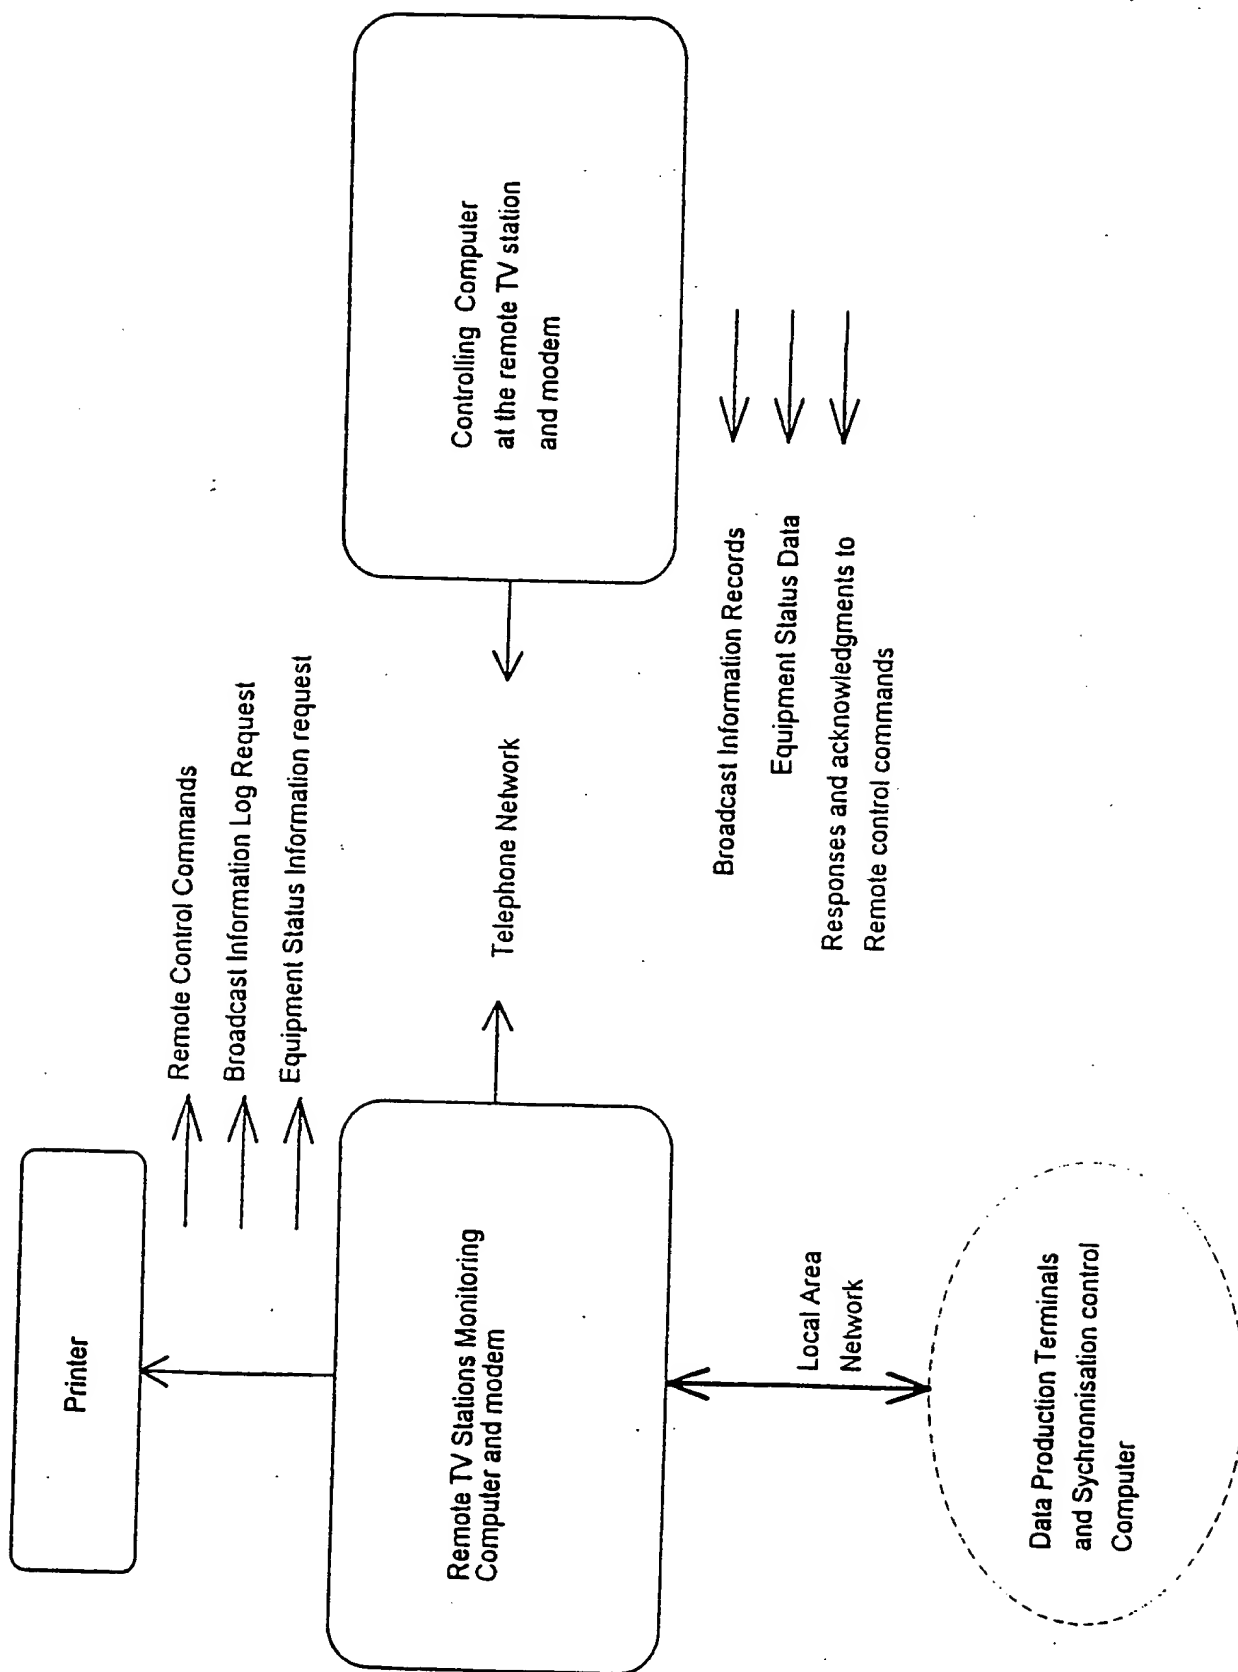 Printer
Remote Control Commands
Broadcast Information Log Request
Equipment Status Information request
Remote TV Stations Monitoring
Computer and modem
Telephone Network
Controlling Computer
at the remote TV station
and modem
Broadcast Information Records
Equipment Status Data
Responses and acknowledgments to
Remote control commands
Local Area
Network
Data Production Terminals
and Sychronnisation control
Computer